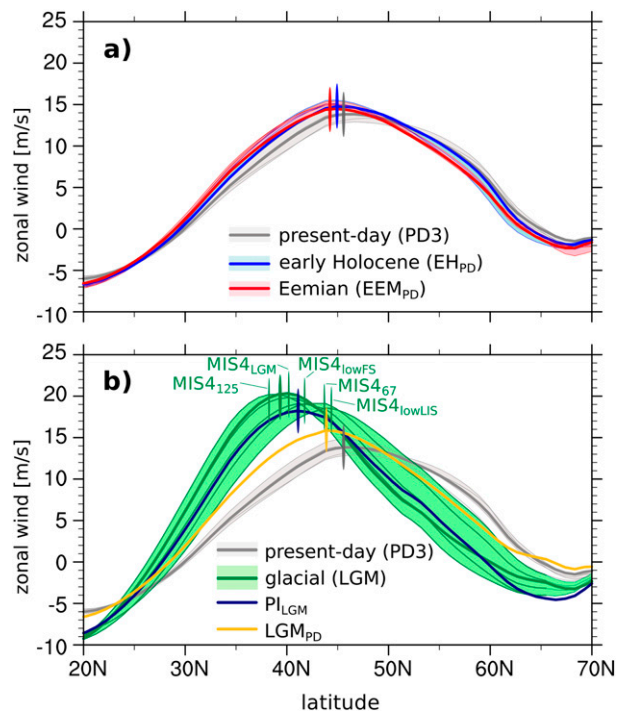 25
20
15
10
5
0
-5
-10
zonal wind [m/s]
a)
present-day (PD3)
early Holocene (EH_PD)
Eemian (EEM_PD)
25
20
15
10
5
0
-5
-10
zonal wind [m/s]
b)
MIS4_LGM
MIS4_lowFS
MIS4_125
MIS4_67
MIS4_lowLIS
present-day (PD3)
glacial (LGM)
PI_LGM
LGM_PD
20N 30N 40N 50N 60N 70N
latitude